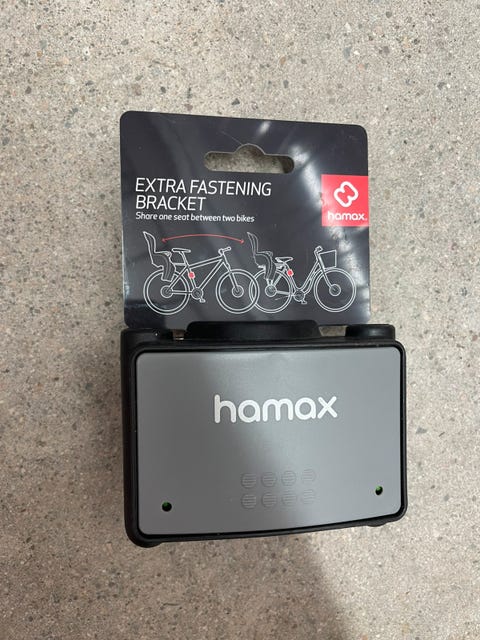 EXTRA FASTENING
BRACKET
Share one seat between two bikes
hamax
hamax